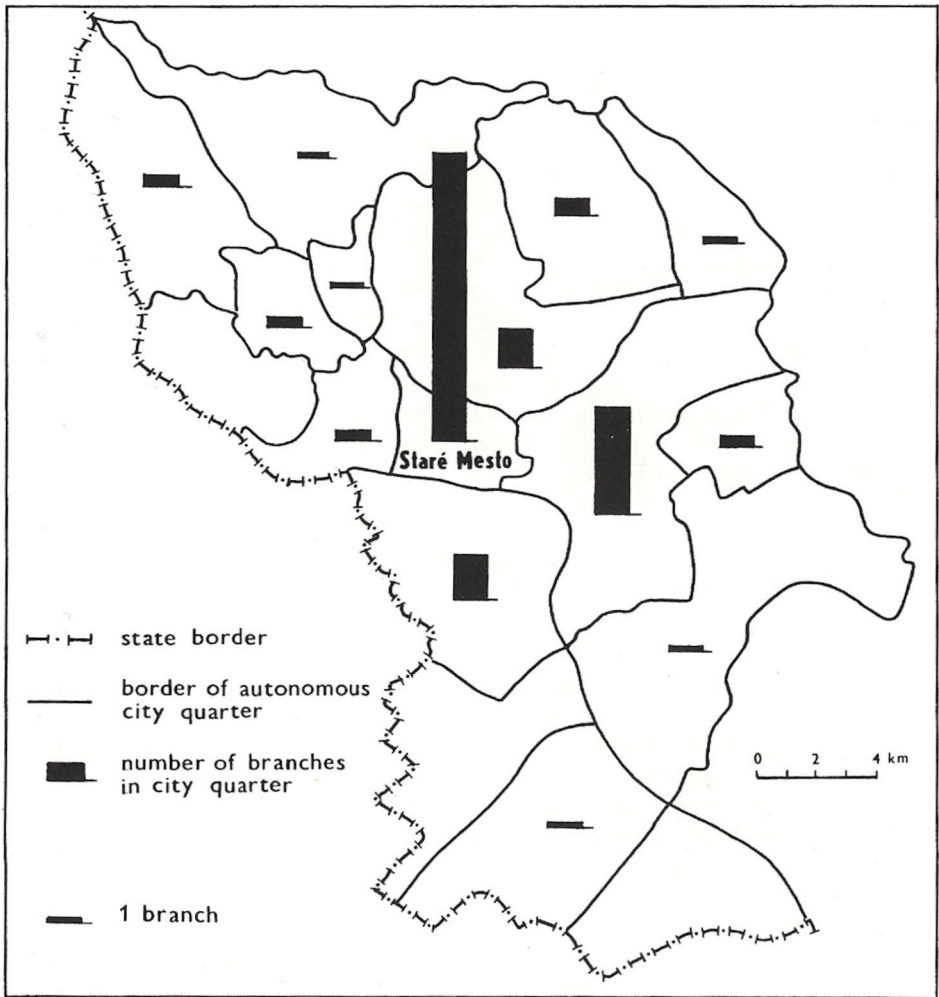 Staré Mesto
state border
border of autonomous
city quarter
number of branches
in city quarter
1 branch
0 2 4 km